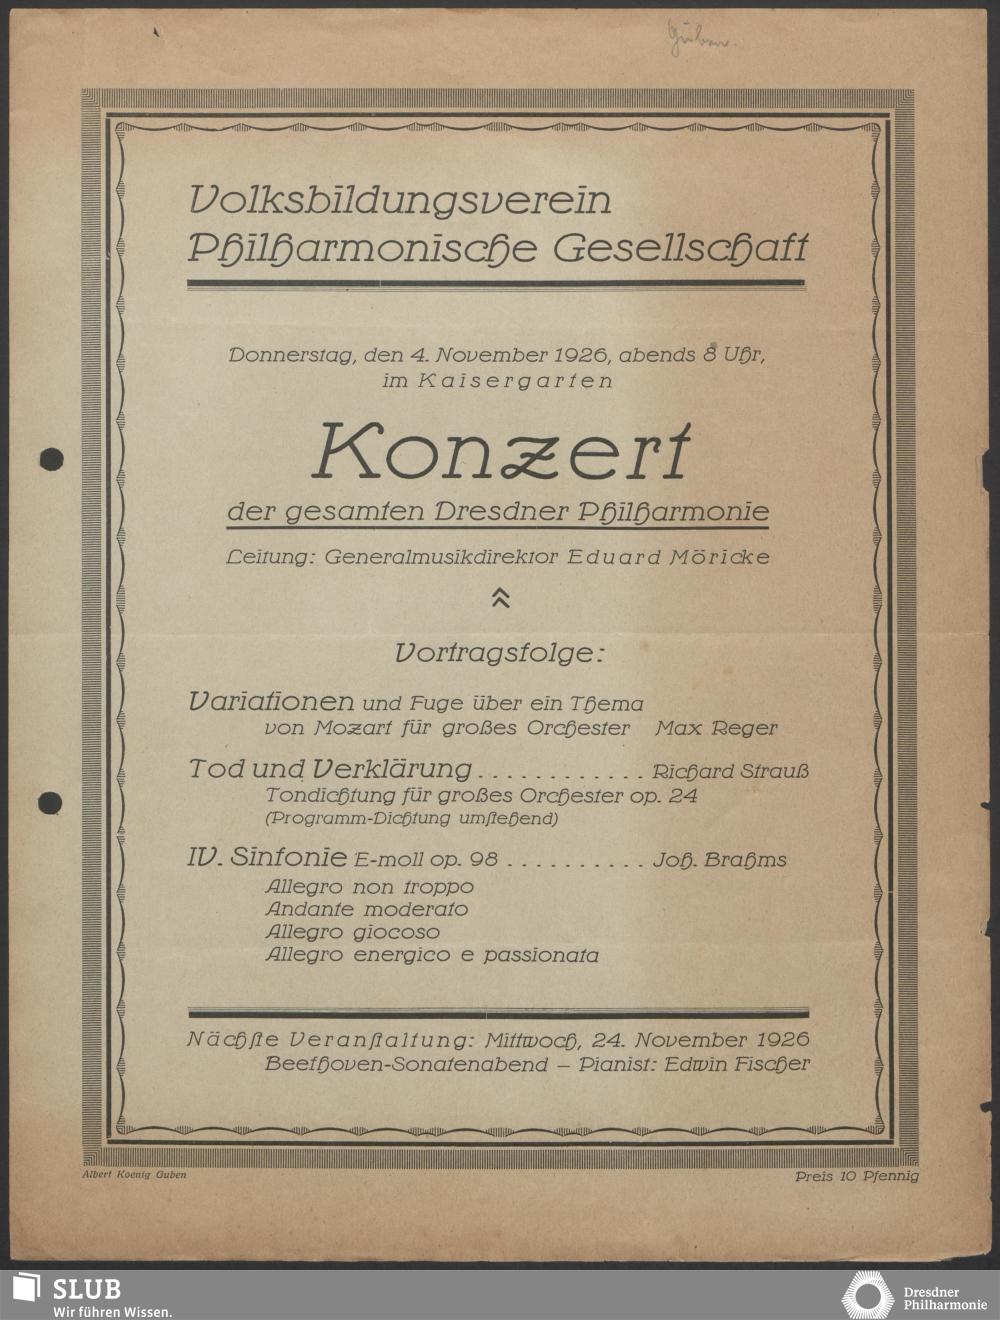 Guben.
Volksbildungsverein
Philharmonische Gesellschaft
Donnerstag, den 4. November 1926, abends 8 Uhr,
im Kaisergarten
Konzert
der gesamten Dresdner Philharmonie
Leitung: Generalmusikdirektor Eduard Möricke
Vortragsfolge:
Variationen und Fuge über ein Thema
von Mozart für großes Orchester Max Reger
Tod und Verklärung . . . . . . . . . . . . Richard Strauß
Tondichtung für großes Orchester op. 24
(Programm-Dichtung umstehend)
IV. Sinfonie E-moll op. 98 . . . . . . . . . . Joh. Brahms
Allegro non troppo
Andante moderato
Allegro giocoso
Allegro energico e passionata
Nächste Veranstaltung: Mittwoch, 24. November 1926
Beethoven-Sonatenabend – Pianist: Edwin Fischer
Albert Koenig Guben
Preis 10 Pfennig
SLUB
Wir führen Wissen.
Dresdner
Philharmonie